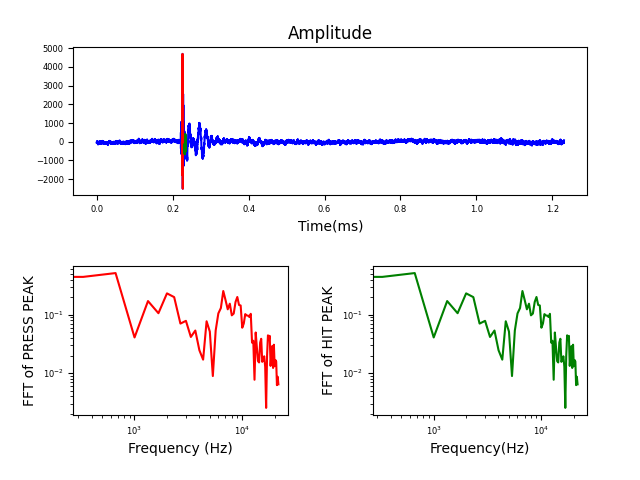 Amplitude
5000
4000
3000
2000
1000
0
−1000
−2000
0.0 0.2 0.4 0.6 0.8 1.0 1.2
Time(ms)
FFT of PRESS PEAK
10⁻¹
10⁻²
10³ 10⁴
Frequency (Hz)
FFT of HIT PEAK
10⁻¹
10⁻²
10³ 10⁴
Frequency(Hz)